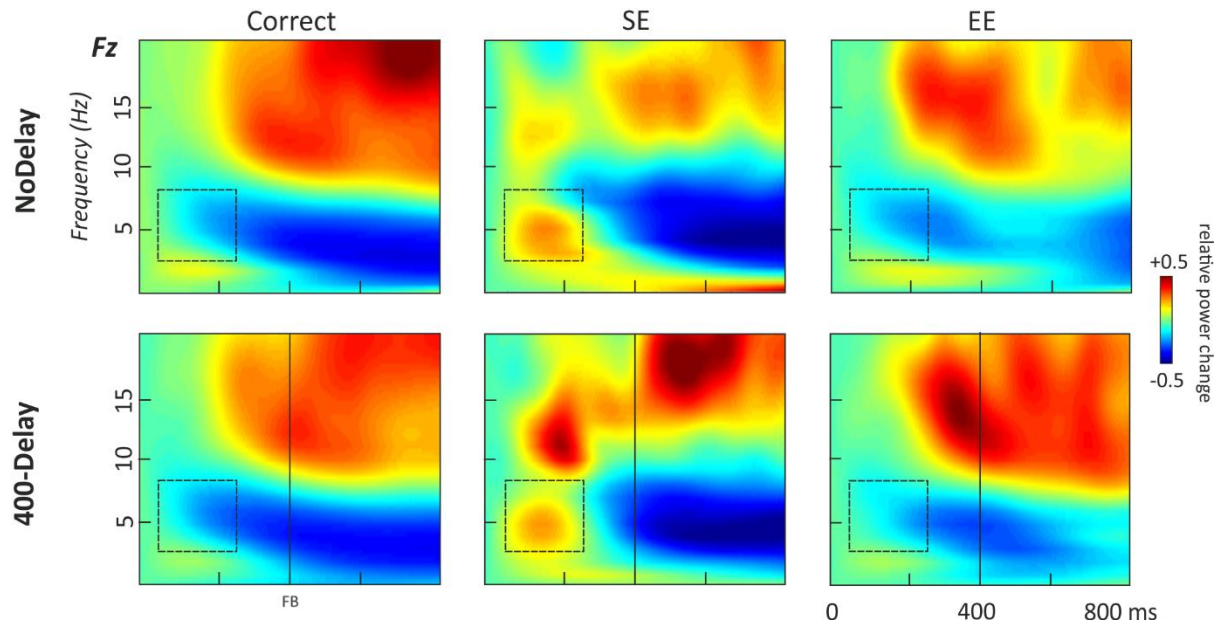 Correct
SE
EE
Fz
NoDelay
Frequency (Hz)
15
10
5
relative power change
+0.5
-0.5
400-Delay
15
10
5
FB
0
400
800 ms